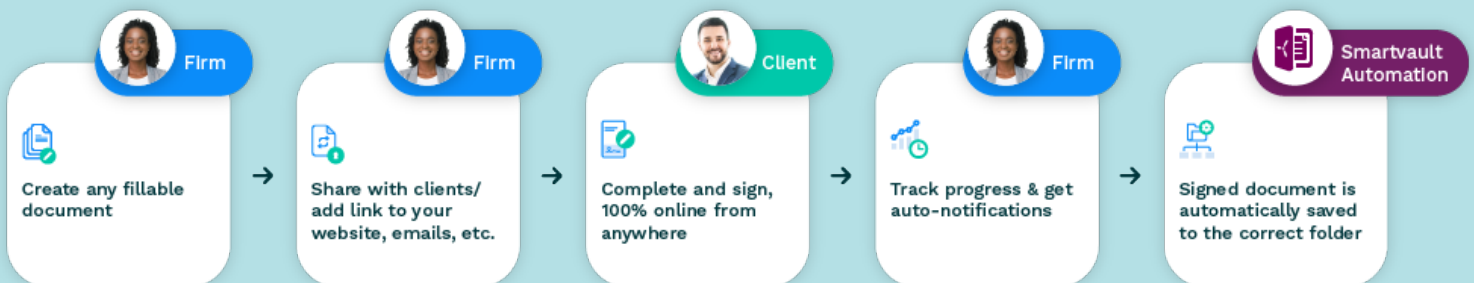 Firm
Create any fillable
document
Firm
Share with clients/
add link to your
website, emails, etc.
Client
Complete and sign,
100% online from
anywhere
Firm
Track progress & get
auto-notifications
Smartvault
Automation
Signed document is
automatically saved
to the correct folder